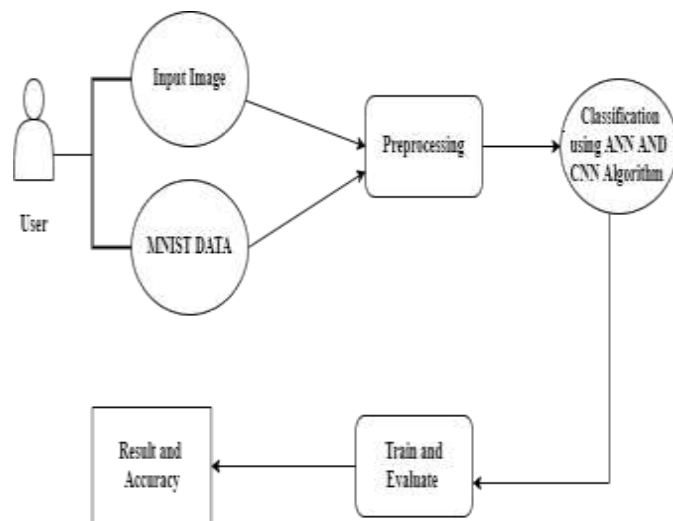 Input Image
User
MNIST DATA
Preprocessing
Classification
using ANN AND
CNN Algorithm
Train and
Evaluate
Result and
Accuracy